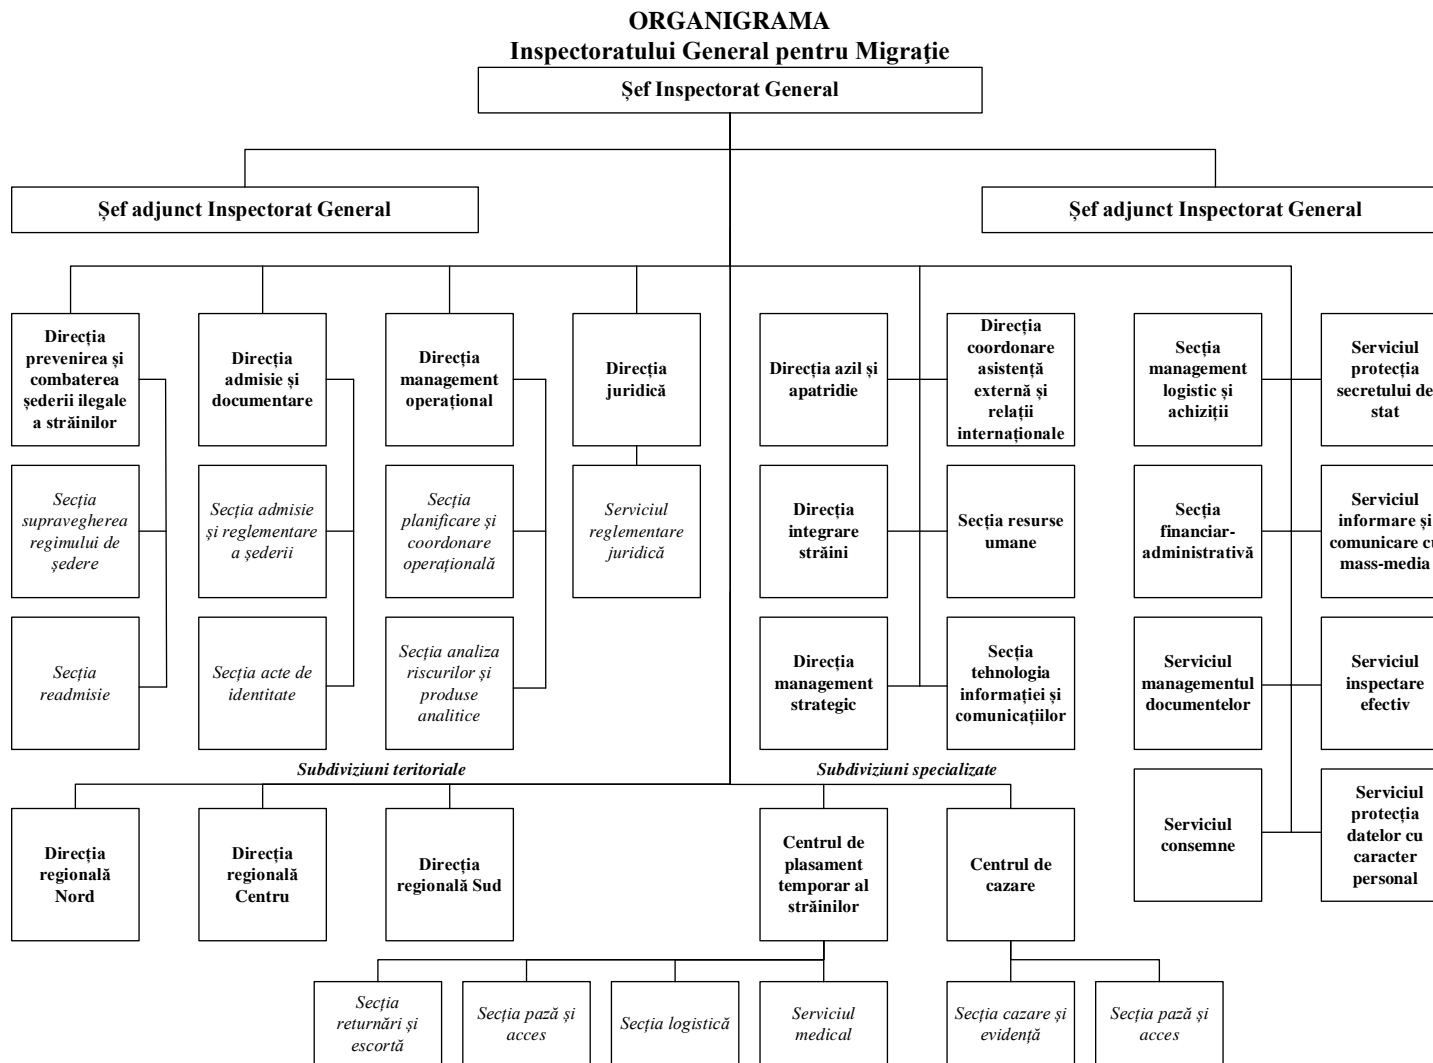 ORGANIGRAMA
Inspectoratului General pentru Migraţie
Șef Inspectorat General
Șef adjunct Inspectorat General
Șef adjunct Inspectorat General
Direcția
prevenirea și
combaterea
șederii ilegale
a străinilor
Direcția
admisie și
documentare
Direcția
management
operațional
Direcția
juridică
Direcția azil și
apatridie
Direcția
coordonare
asistență
externă și
relații
internaționale
Secția
management
logistic și
achiziții
Serviciul
protecția
secretului de
stat
Secția
supravegherea
regimului de
ședere
Secția admisie
și reglementare
a șederii
Secția
planificare și
coordonare
operațională
Serviciul
reglementare
juridică
Direcția
integrare
străini
Secția resurse
umane
Secția
financiar-
administrativă
Serviciul
informare și
comunicare cu
mass-media
Secția
readmisie
Secția acte de
identitate
Secția analiza
riscurilor și
produse
analitice
Direcția
management
strategic
Secția
tehnologia
informației și
comunicațiilor
Serviciul
managementul
documentelor
Serviciul
inspectare
efectiv
Subdiviziuni teritoriale
Subdiviziuni specializate
Direcția
regională
Nord
Direcția
regională
Centru
Direcția
regională Sud
Centrul de
plasament
temporar al
străinilor
Centrul de
cazare
Serviciul
consemne
Serviciul
protecția
datelor cu
caracter
personal
Secția
returnări și
escortă
Secția pază și
acces
Secția logistică
Serviciul
medical
Secția cazare și
evidență
Secția pază și
acces